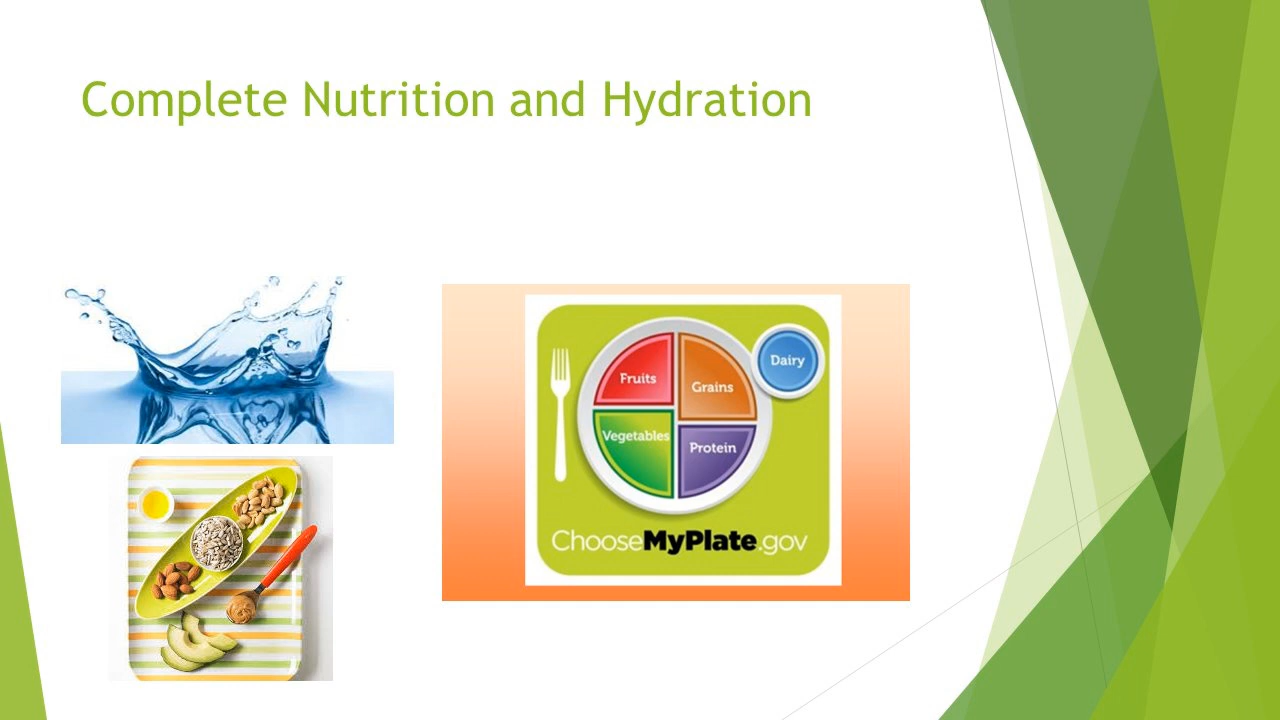 Complete Nutrition and Hydration
Fruits
Grains
Dairy
Vegetables
Protein
ChooseMyPlate.gov